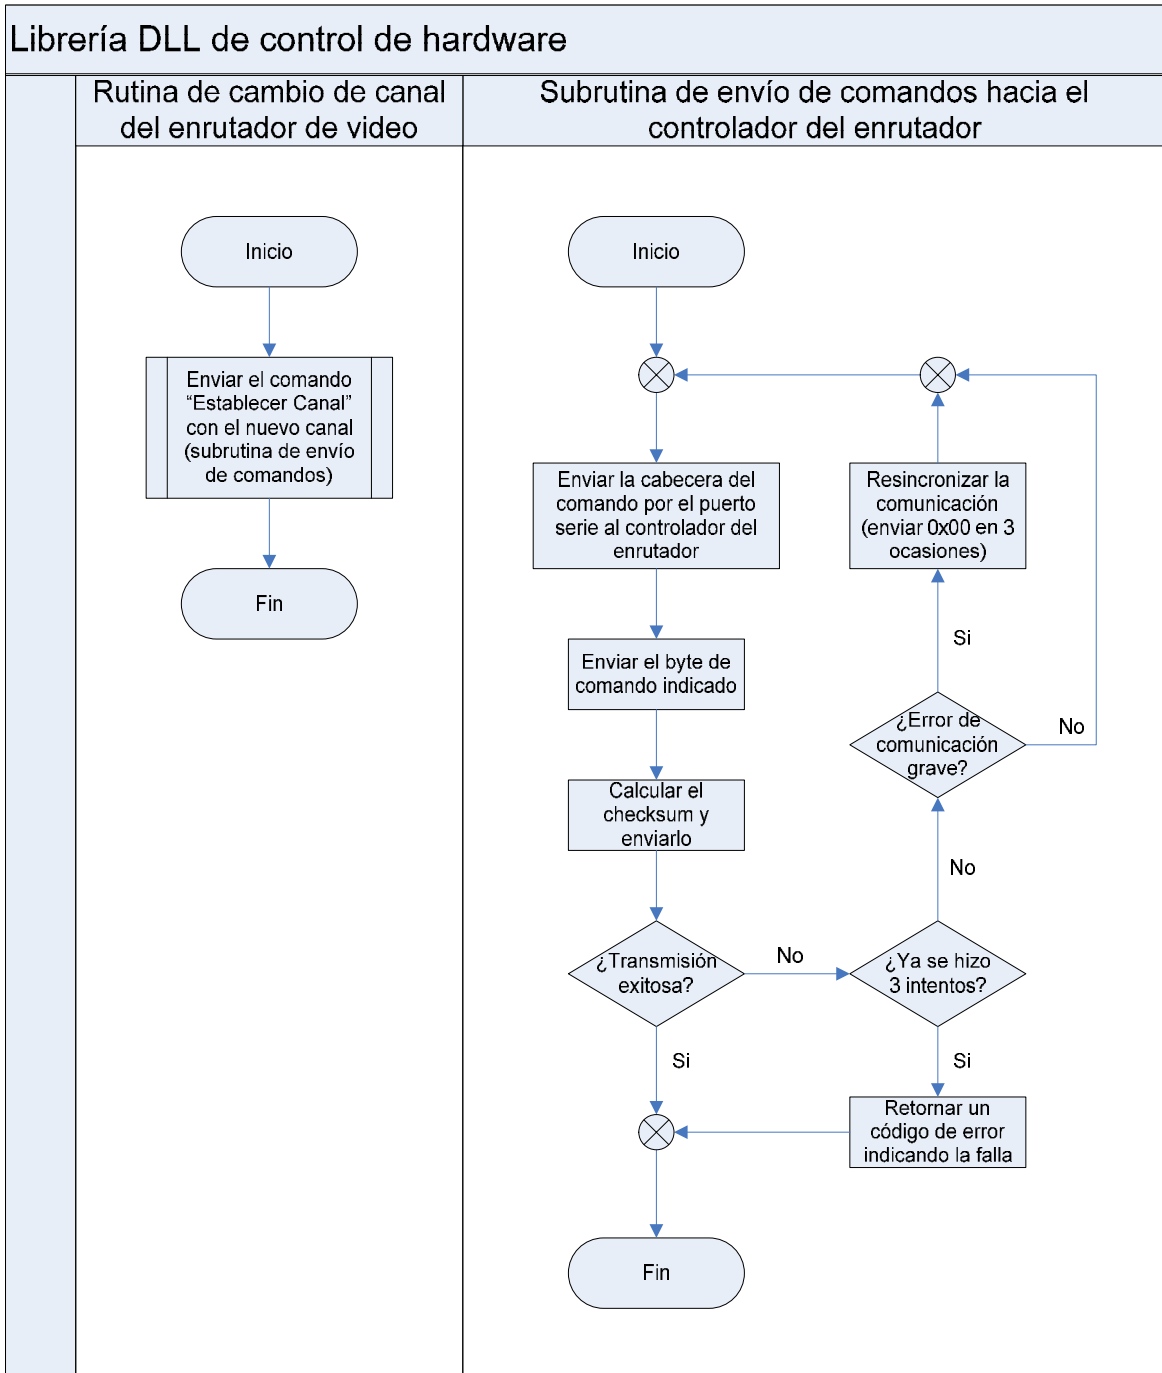 Librería DLL de control de hardware
Rutina de cambio de canal
del enrutador de video
Subrutina de envío de comandos hacia el
controlador del enrutador
Inicio
Enviar el comando
“Establecer Canal”
con el nuevo canal
(subrutina de envío
de comandos)
Fin
Inicio
Enviar la cabecera del
comando por el puerto
serie al controlador del
enrutador
Enviar el byte de
comando indicado
Calcular el
checksum y
enviarlo
¿Transmisión
exitosa?
No
Si
¿Ya se hizo
3 intentos?
No
Si
¿Error de
comunicación
grave?
No
Si
Resincronizar la
comunicación
(enviar 0x00 en 3
ocasiones)
Retornar un
código de error
indicando la falla
Fin